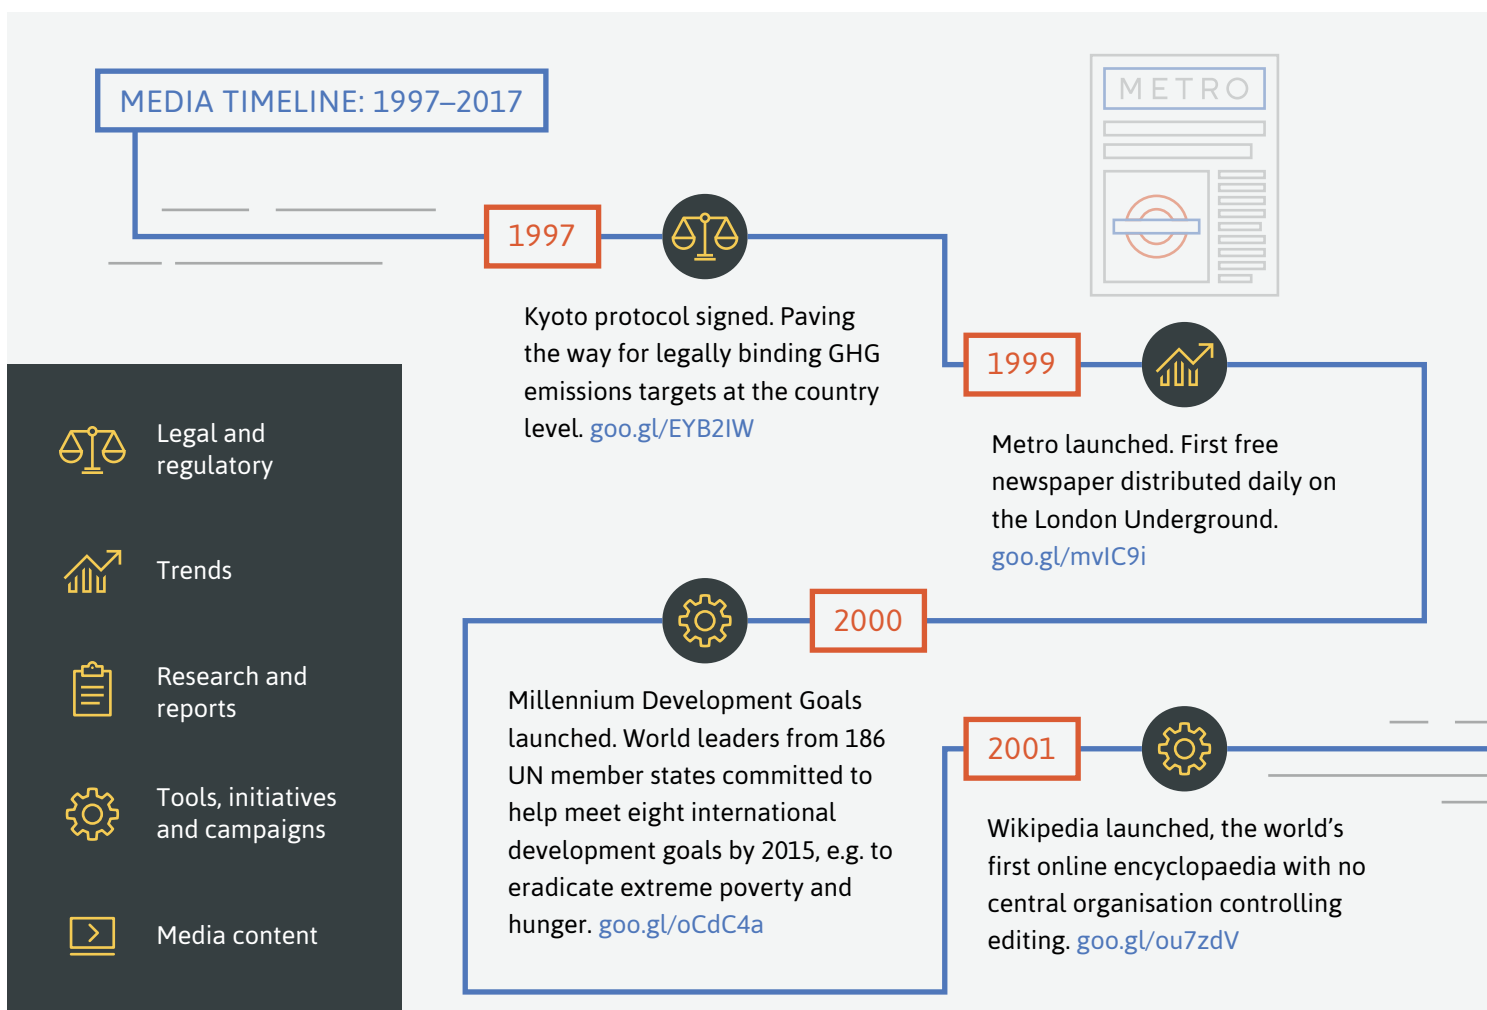 MEDIA TIMELINE: 1997–2017
METRO
1997
Kyoto protocol signed. Paving
the way for legally binding GHG
emissions targets at the country
level. goo.gl/EYB2IW
1999
Metro launched. First free
newspaper distributed daily on
the London Underground.
goo.gl/mvIC9i
2000
Millennium Development Goals
launched. World leaders from 186
UN member states committed to
help meet eight international
development goals by 2015, e.g. to
eradicate extreme poverty and
hunger. goo.gl/oCdC4a
2001
Wikipedia launched, the world’s
first online encyclopaedia with no
central organisation controlling
editing. goo.gl/ou7zdV
Legal and
regulatory
Trends
Research and
reports
Tools, initiatives
and campaigns
Media content